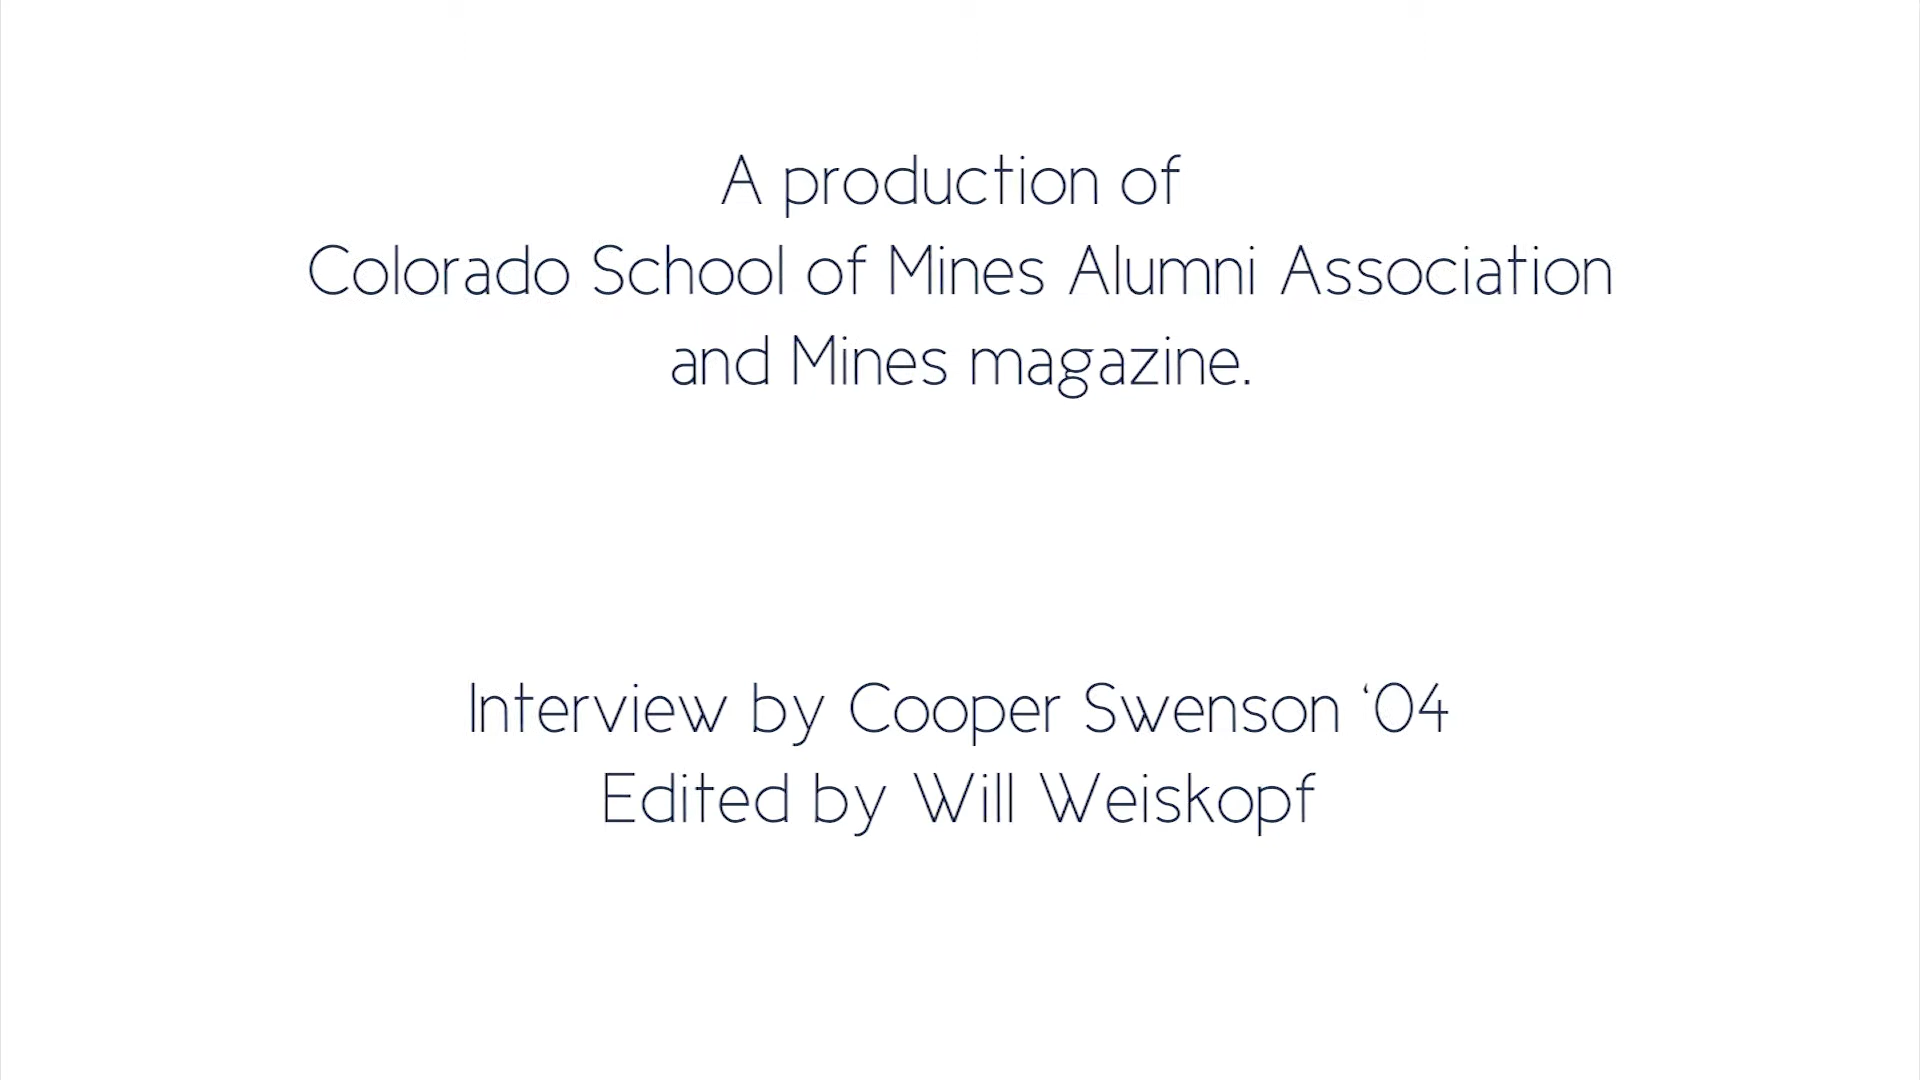 A production of
Colorado School of Mines Alumni Association
and Mines magazine.
Interview by Cooper Swenson ‘04
Edited by Will Weiskopf